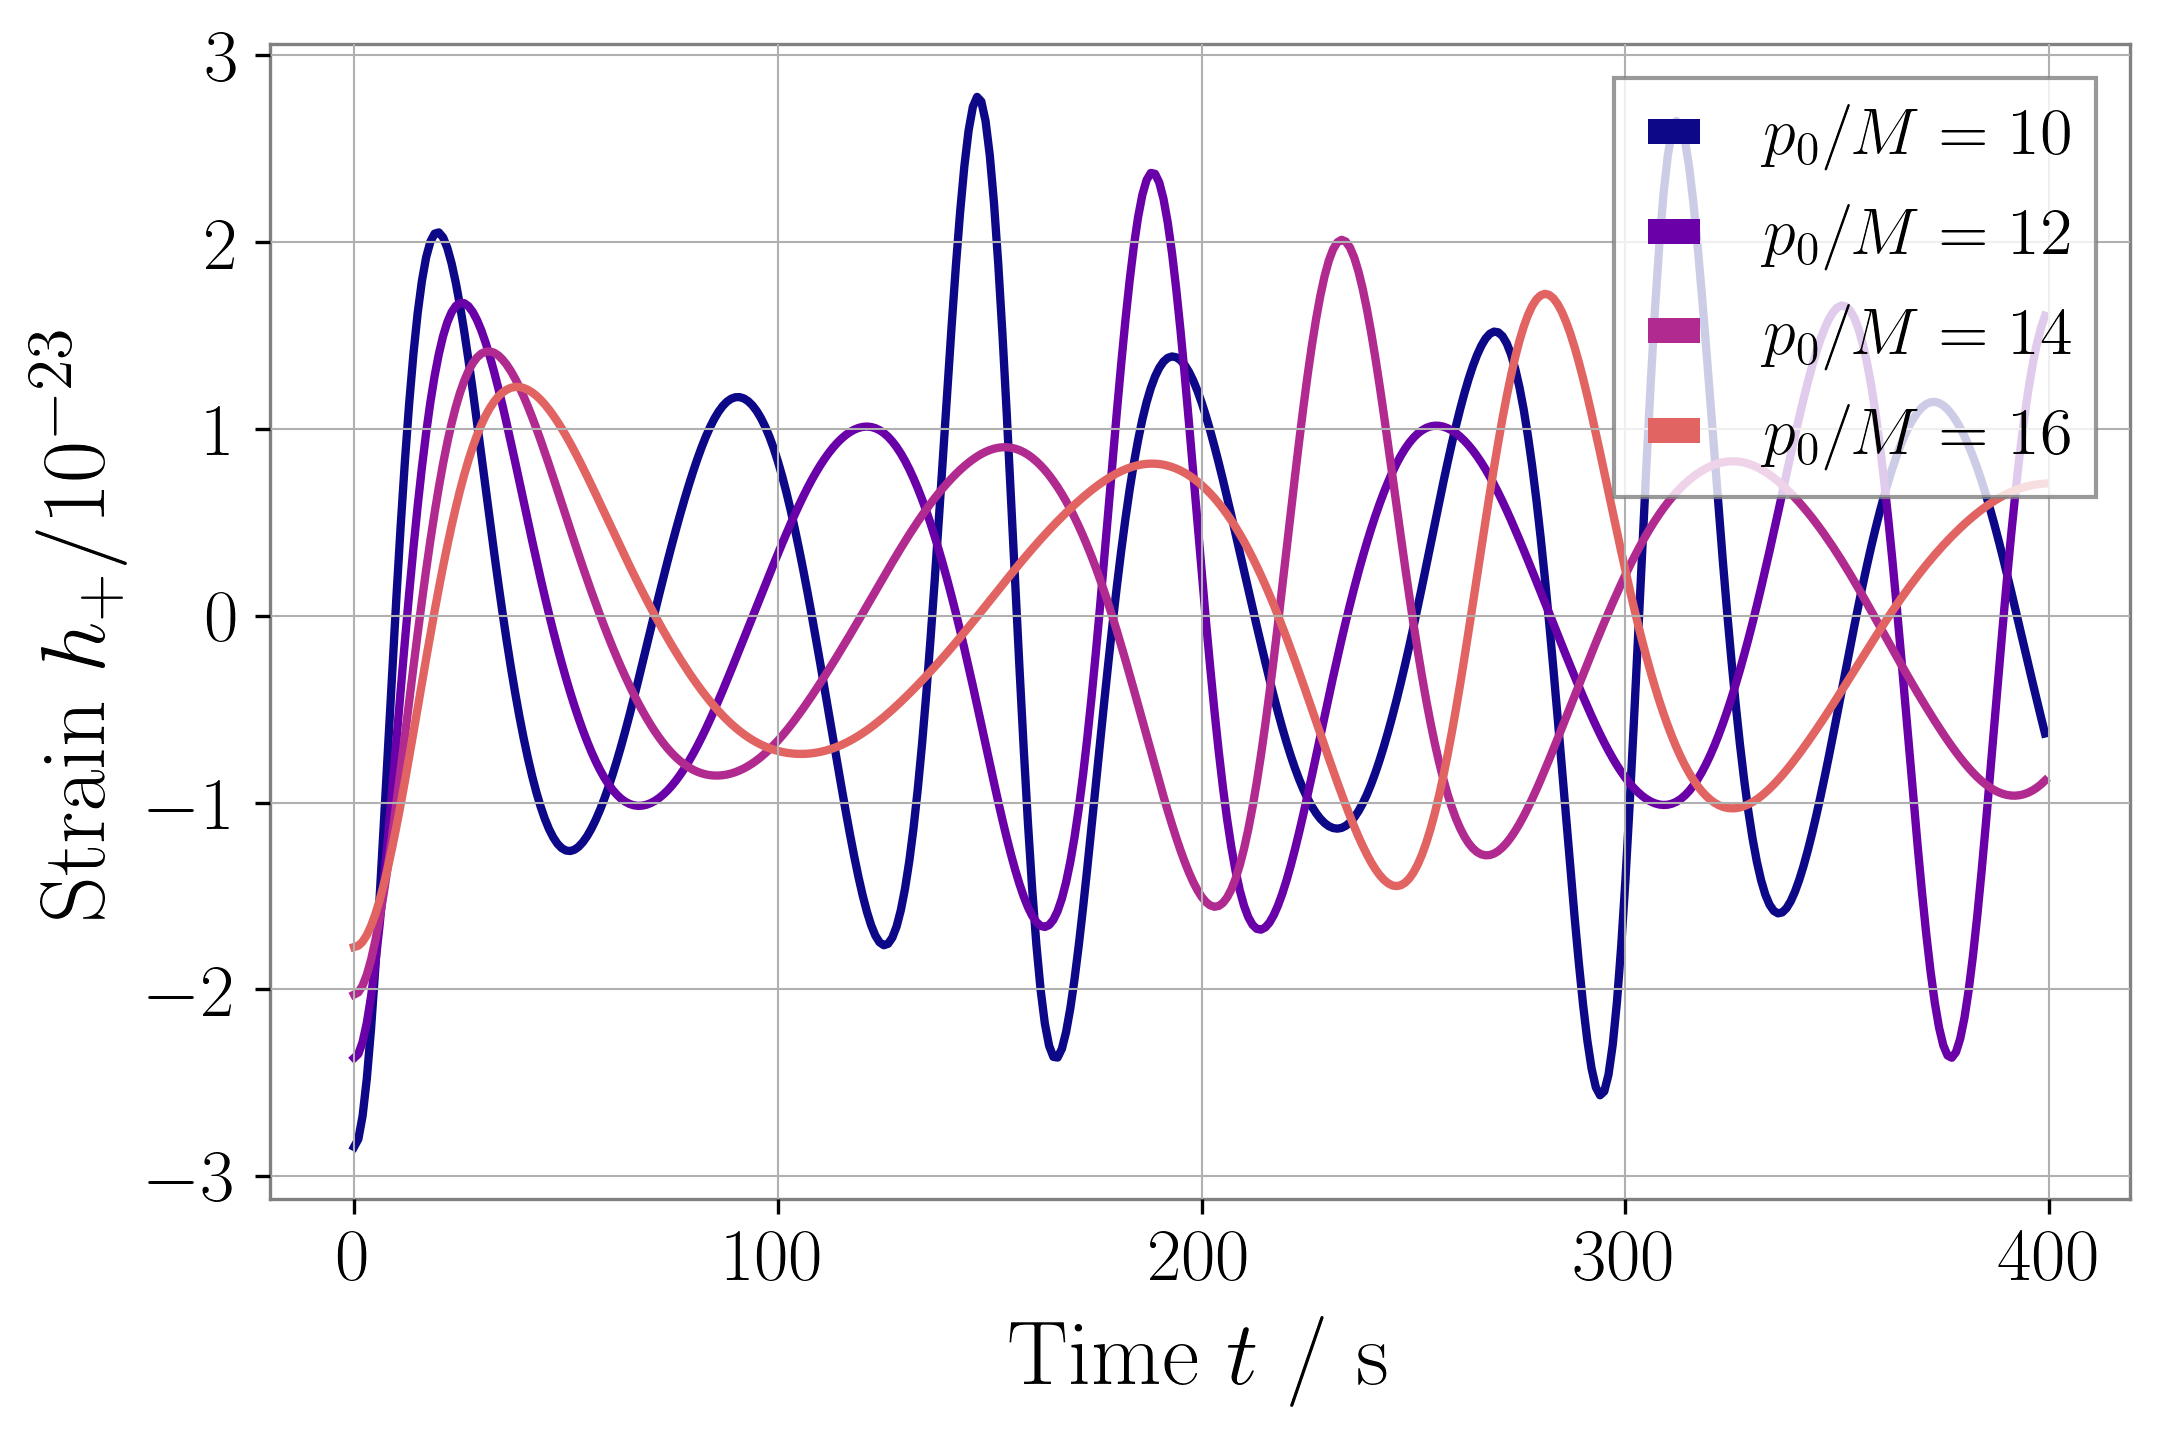 3
2
1
0
−1
−2
−3
Strain h₊/10⁻²³
p₀/M = 10
p₀/M = 12
p₀/M = 14
p₀/M = 16
0 100 200 300 400
Time t / s